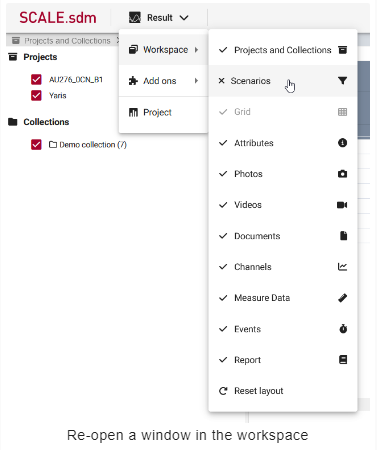 SCALE.sdm
Result
Projects and Collections
Projects
AU276_OCN_B1
Yaris
Collections
Demo collection (7)
Workspace
Add ons
Project
Projects and Collections
Scenarios
Grid
Attributes
Photos
Videos
Documents
Channels
Measure Data
Events
Report
Reset layout
Re-open a window in the workspace